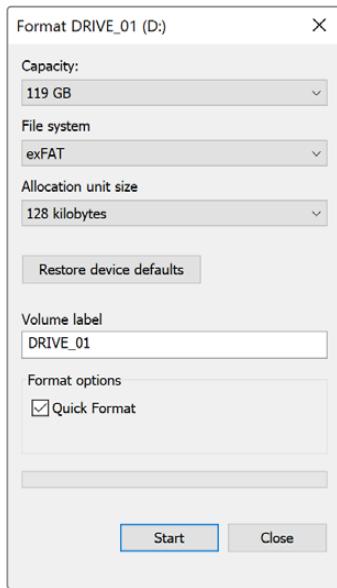 Format DRIVE_01 (D:)
Capacity:
119 GB
File system
exFAT
Allocation unit size
128 kilobytes
Restore device defaults
Volume label
DRIVE_01
Format options
Quick Format
Start Close